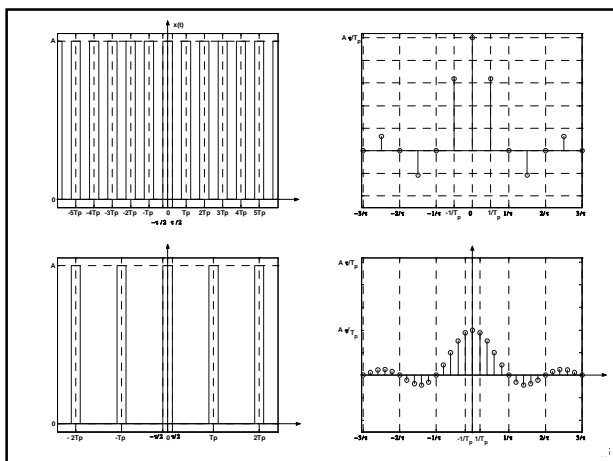 x(t)
A
0
-5Tp -4Tp -3Tp -2Tp -Tp 0 Tp 2Tp 3Tp 4Tp 5Tp
-τ/2 τ/2
A τ/Tp
-3/τ -2/τ -1/τ -1/Tp 0 1/Tp 1/τ 2/τ 3/τ
A
0
-2Tp -Tp -τ/2 0 τ/2 Tp 2Tp
A τ/Tp
A τ/Tp
-3/τ -2/τ -1/τ -1/Tp 1/Tp 1/τ 2/τ 3/τ